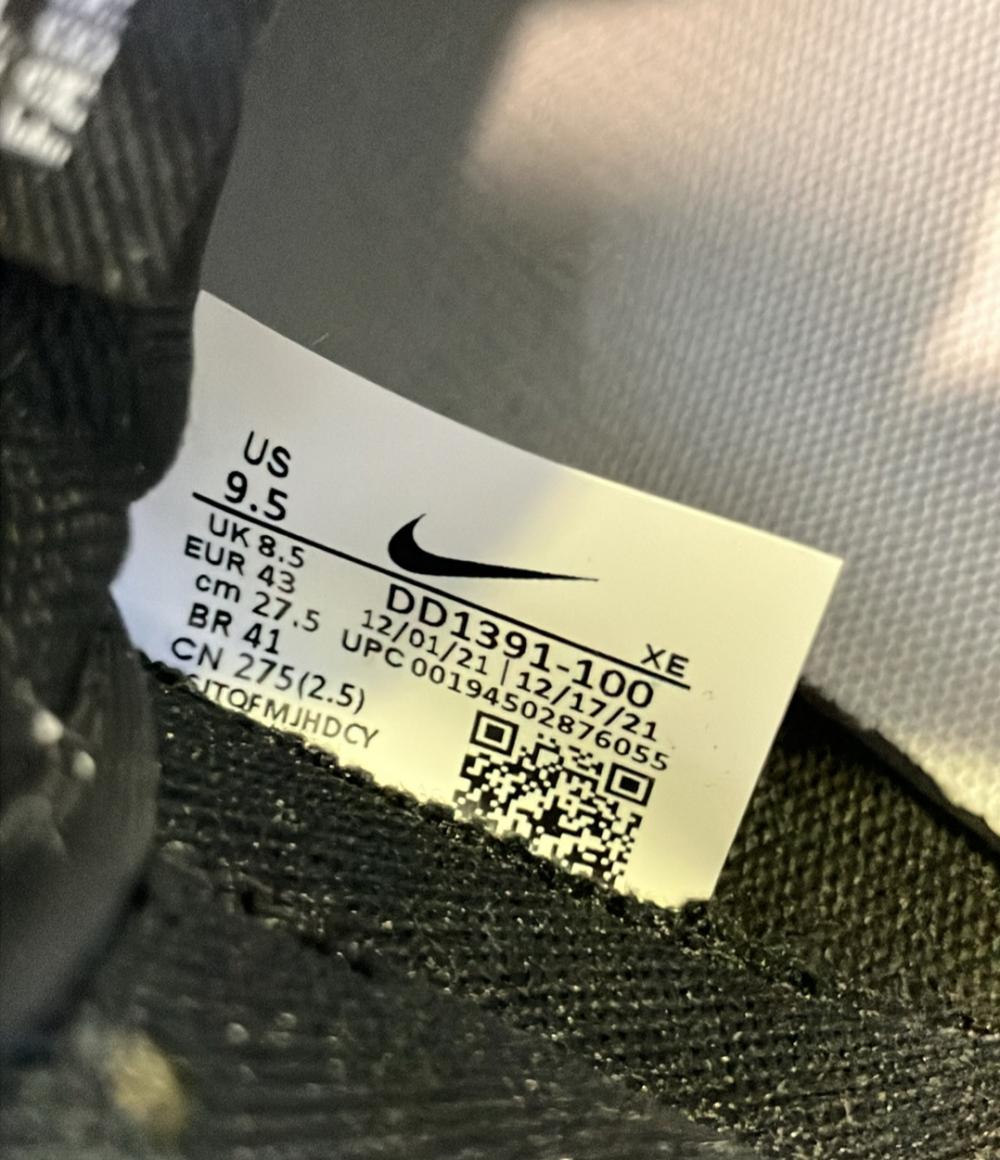 US
9.5
UK 8.5
EUR 43
cm 27.5
BR 41
CN 275(2.5)
XE
DD1391-100
12/01/21 | 12/17/21
UPC 00194502876055